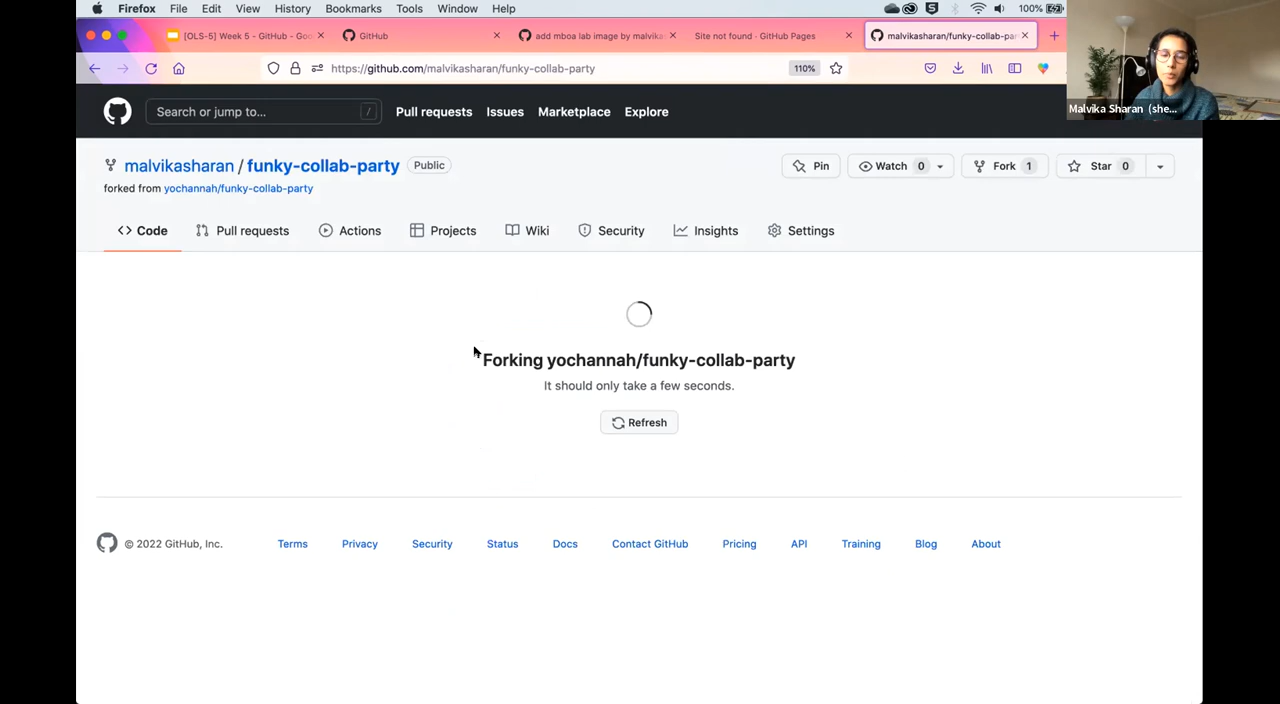 Firefox File Edit View History Bookmarks Tools Window Help 100%
[OLS-5] Week 5 - GitHub - Goo GitHub add mboa lab image by malvika Site not found · GitHub Pages malvikasharan/funky-collab-par
https://github.com/malvikasharan/funky-collab-party 110%
Malvika Sharan (she...
Search or jump to... / Pull requests Issues Marketplace Explore
malvikasharan / funky-collab-party Public Pin Watch 0 Fork 1 Star 0
forked from yochannah/funky-collab-party
Code Pull requests Actions Projects Wiki Security Insights Settings
Forking yochannah/funky-collab-party
It should only take a few seconds.
Refresh
© 2022 GitHub, Inc. Terms Privacy Security Status Docs Contact GitHub Pricing API Training Blog About